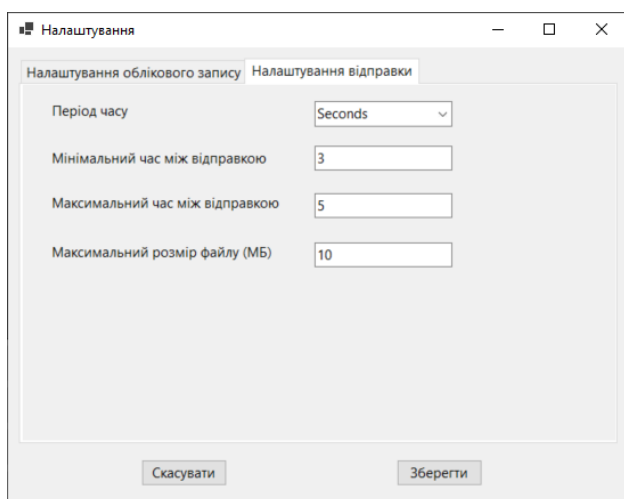 Налаштування
Налаштування облікового запису Налаштування відправки
Період часу Seconds
Мінімальний час між відправкою 3
Максимальний час між відправкою 5
Максимальний розмір файлу (МБ) 10
Скасувати Зберегти